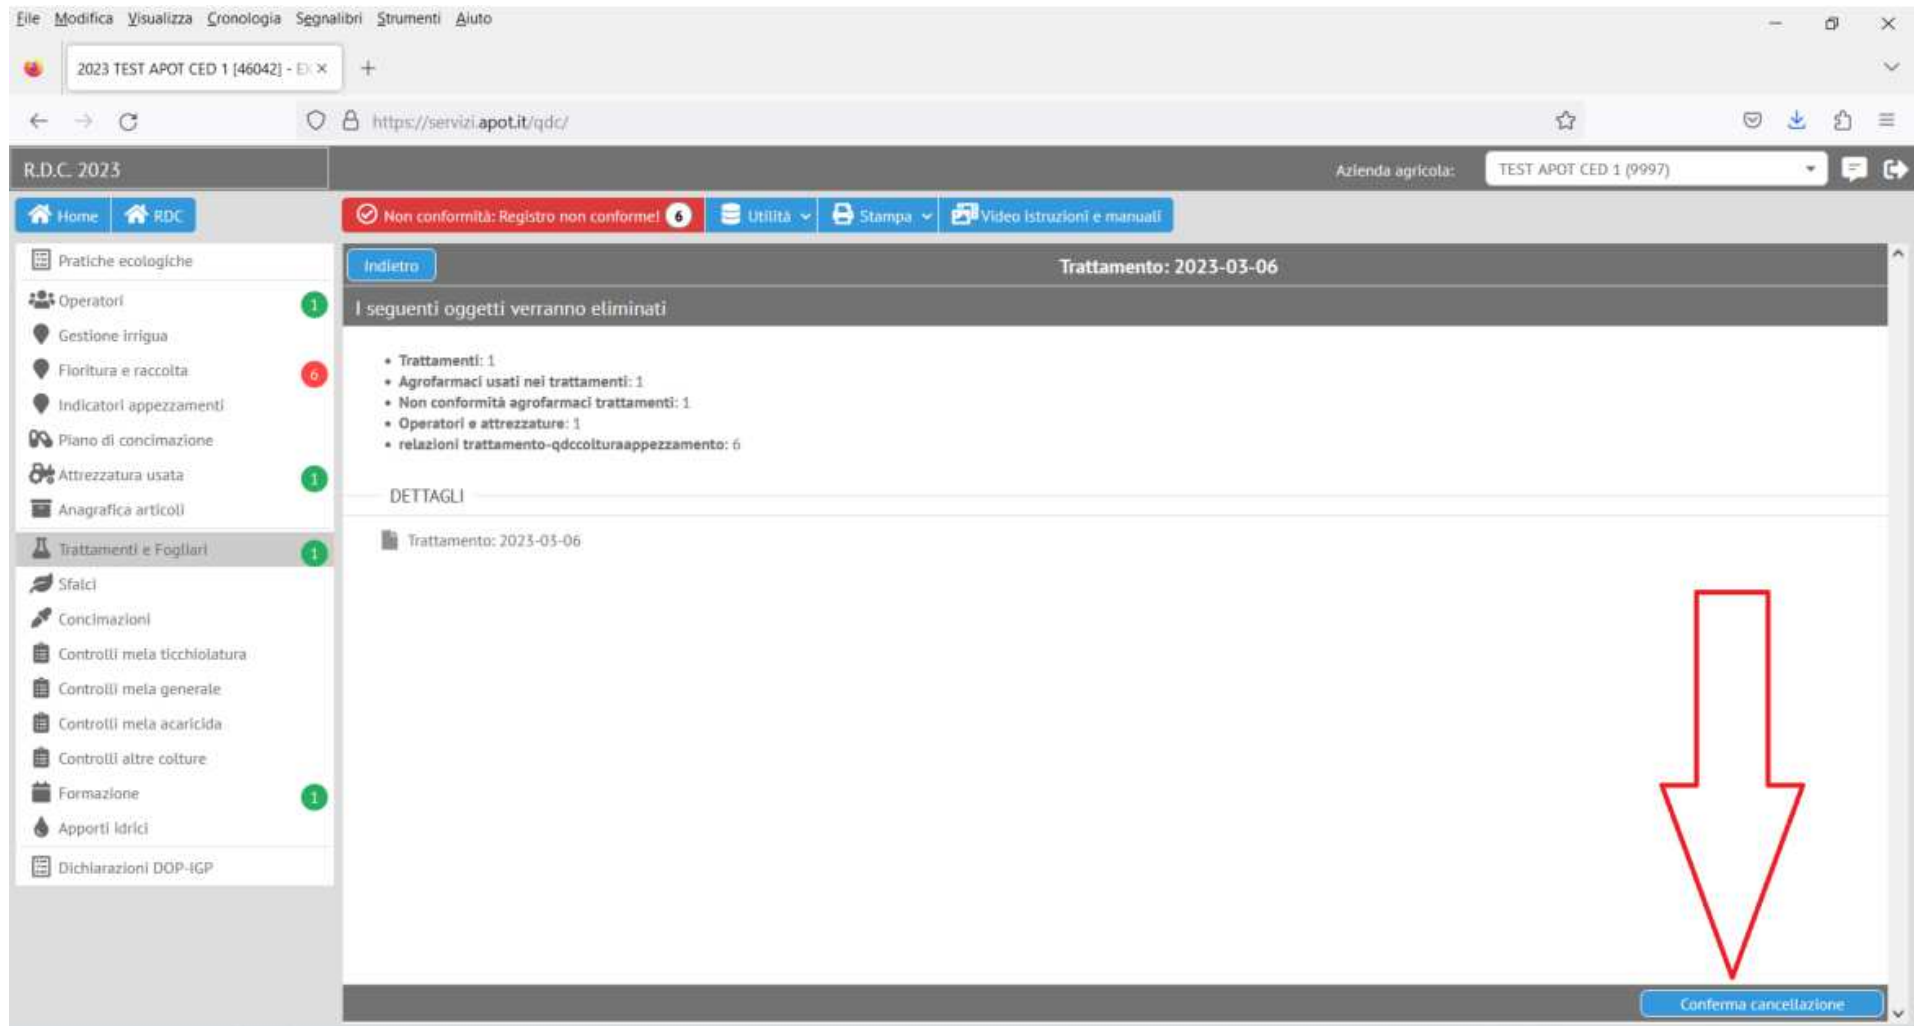 File Modifica Visualizza Cronologia Segnalibri Strumenti Aiuto
2023 TEST APOT CED 1 [46042] -
https://servizi.apot.it/qdc/
R.D.C. 2023
Azienda agricola:
TEST APOT CED 1 (9997)
Home
RDC
Non conformità: Registro non conforme! 6
Utilità
Stampa
Video istruzioni e manuali
Pratiche ecologiche
Operatori 1
Gestione irrigua
Fioritura e raccolta 6
Indicatori appezzamenti
Piano di concimazione
Attrezzatura usata 1
Anagrafica articoli
Trattamenti e Fogliari 1
Sfalci
Concimazioni
Controlli mela ticchiolatura
Controlli mela generale
Controlli mela acaricida
Controlli altre colture
Formazione 1
Apporti idrici
Dichiarazioni DOP-IGP
Indietro
Trattamento: 2023-03-06
I seguenti oggetti verranno eliminati
• Trattamenti: 1
• Agrofarmaci usati nei trattamenti: 1
• Non conformità agrofarmaci trattamenti: 1
• Operatori e attrezzature: 1
• relazioni trattamento-qdccolturaappezzamento: 6
DETTAGLI
Trattamento: 2023-03-06
Conferma cancellazione